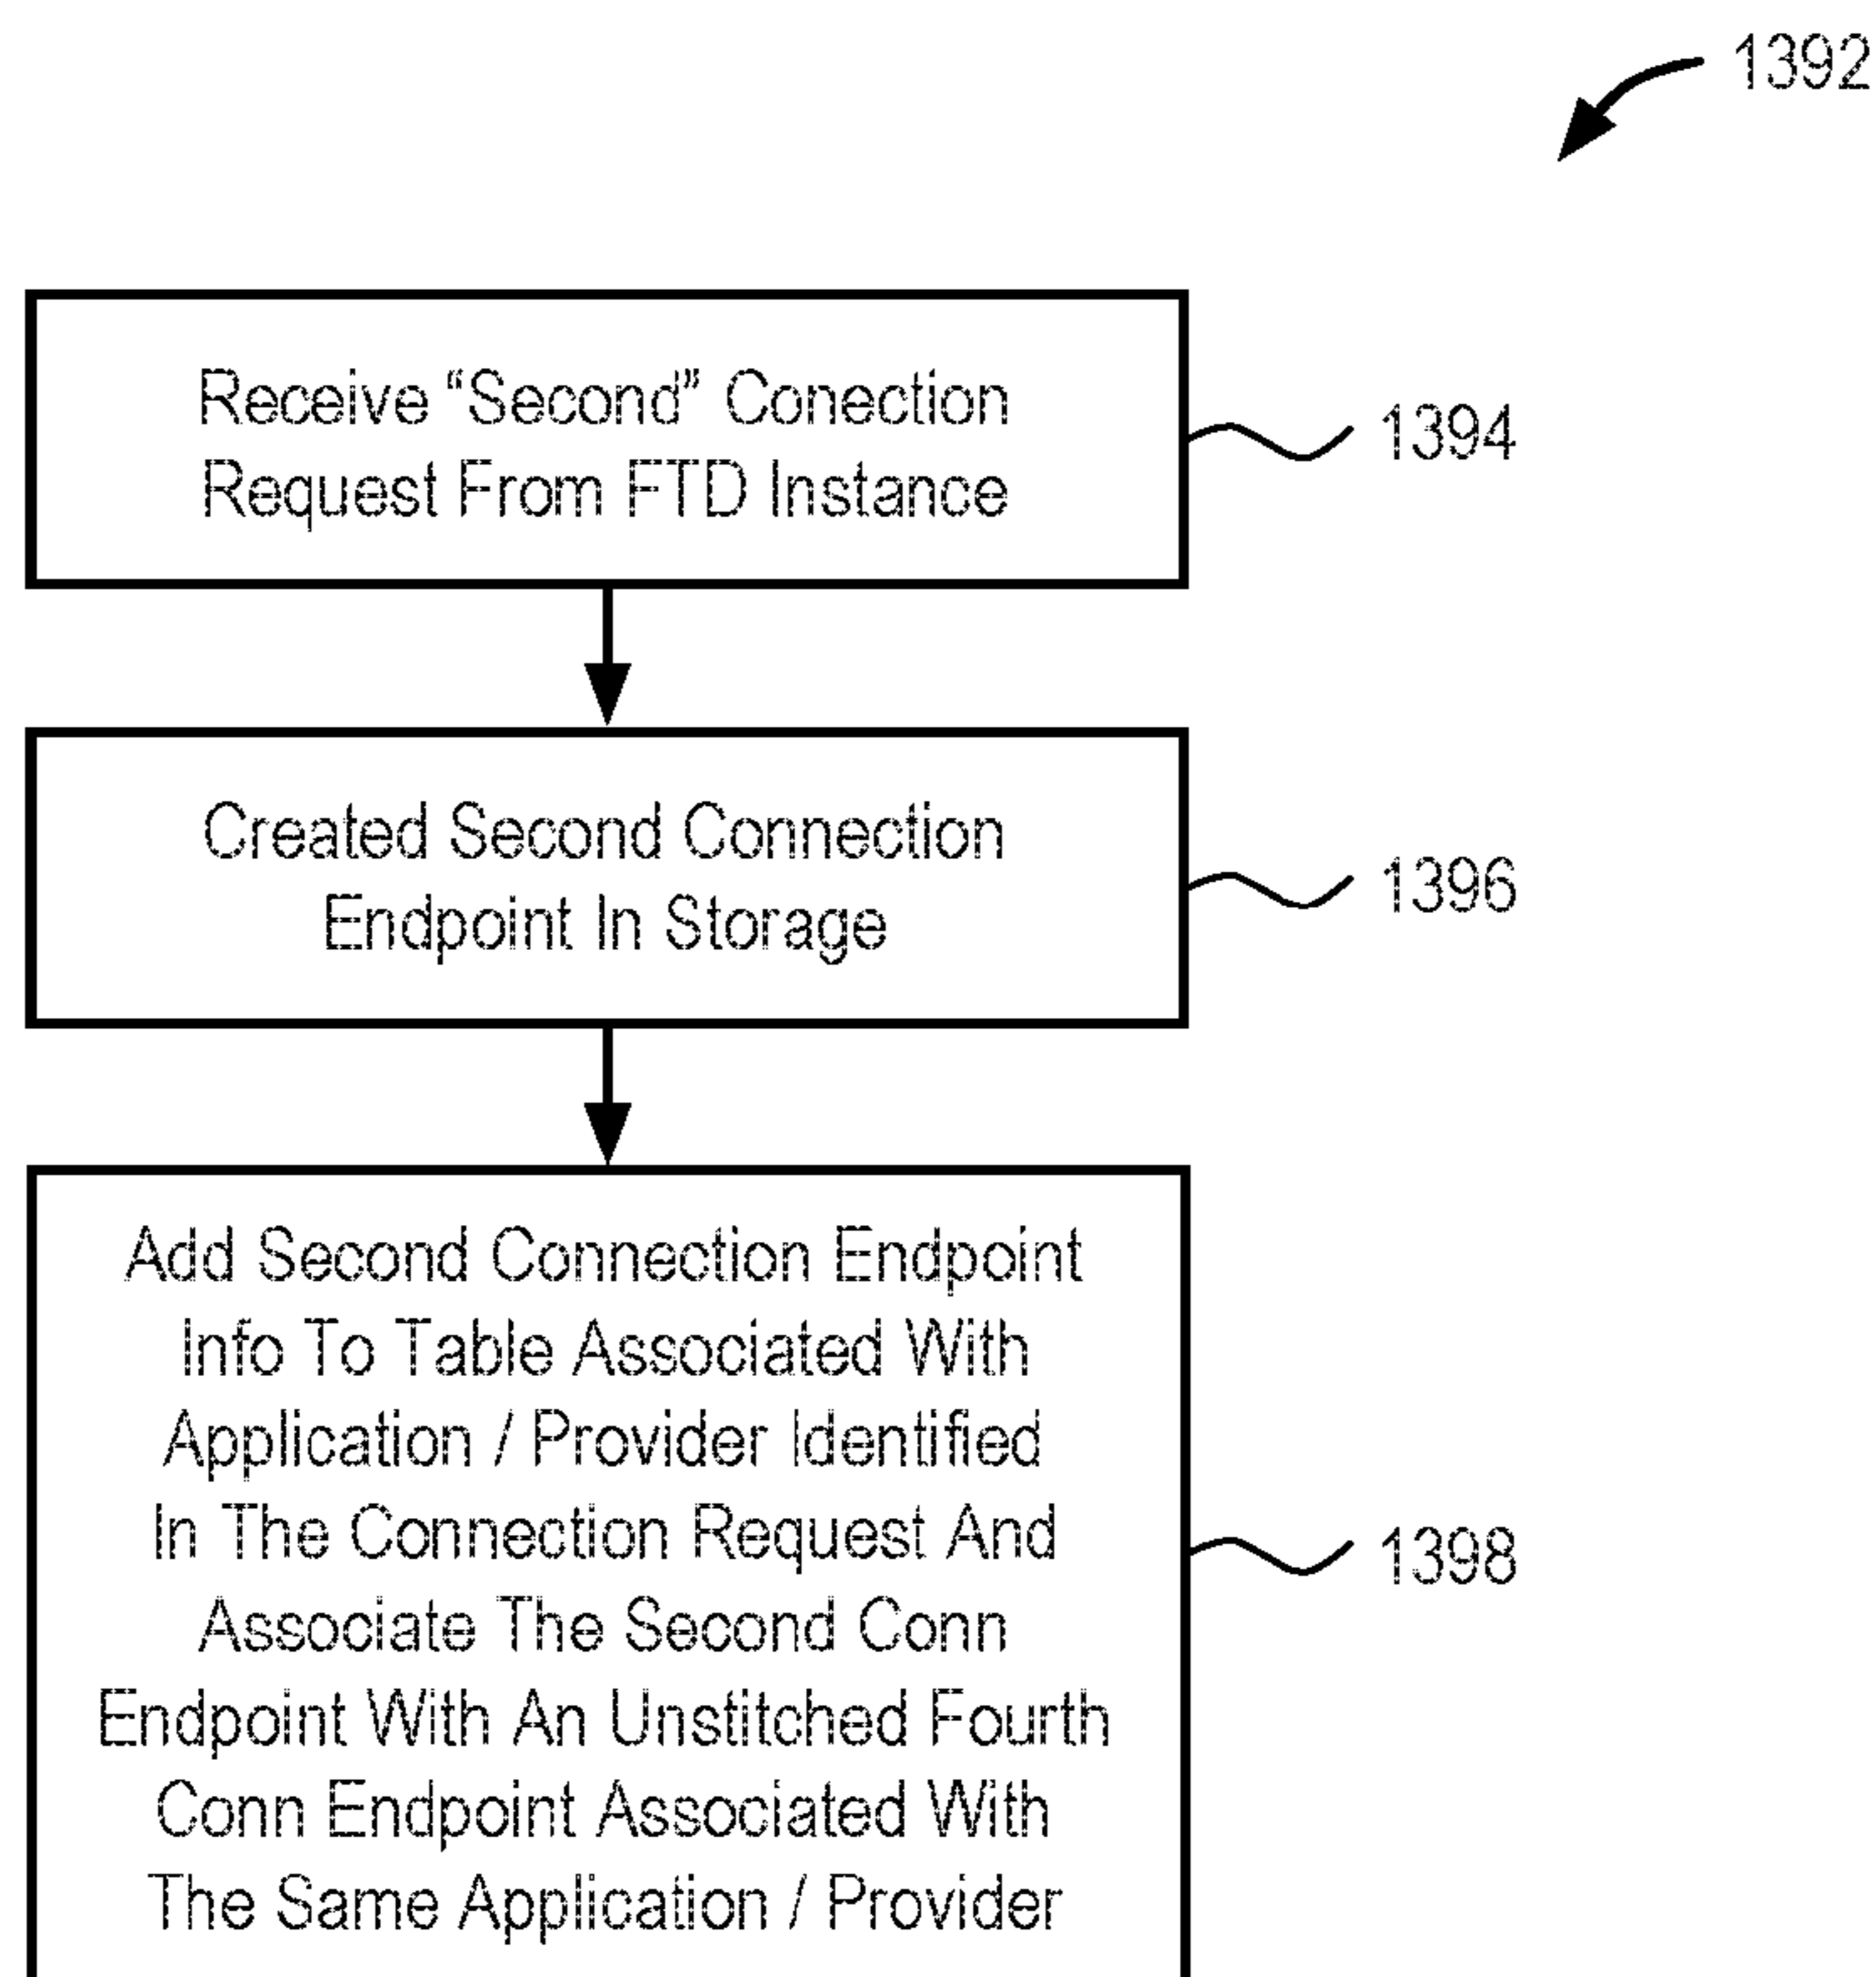 1392
Receive “Second” Conection
Request From FTD Instance
1394
Created Second Connection
Endpoint In Storage
1396
Add Second Connection Endpoint
Info To Table Associated With
Application / Provider Identified
In The Connection Request And
Associate The Second Conn
Endpoint With An Unstitched Fourth
Conn Endpoint Associated With
The Same Application / Provider
1398